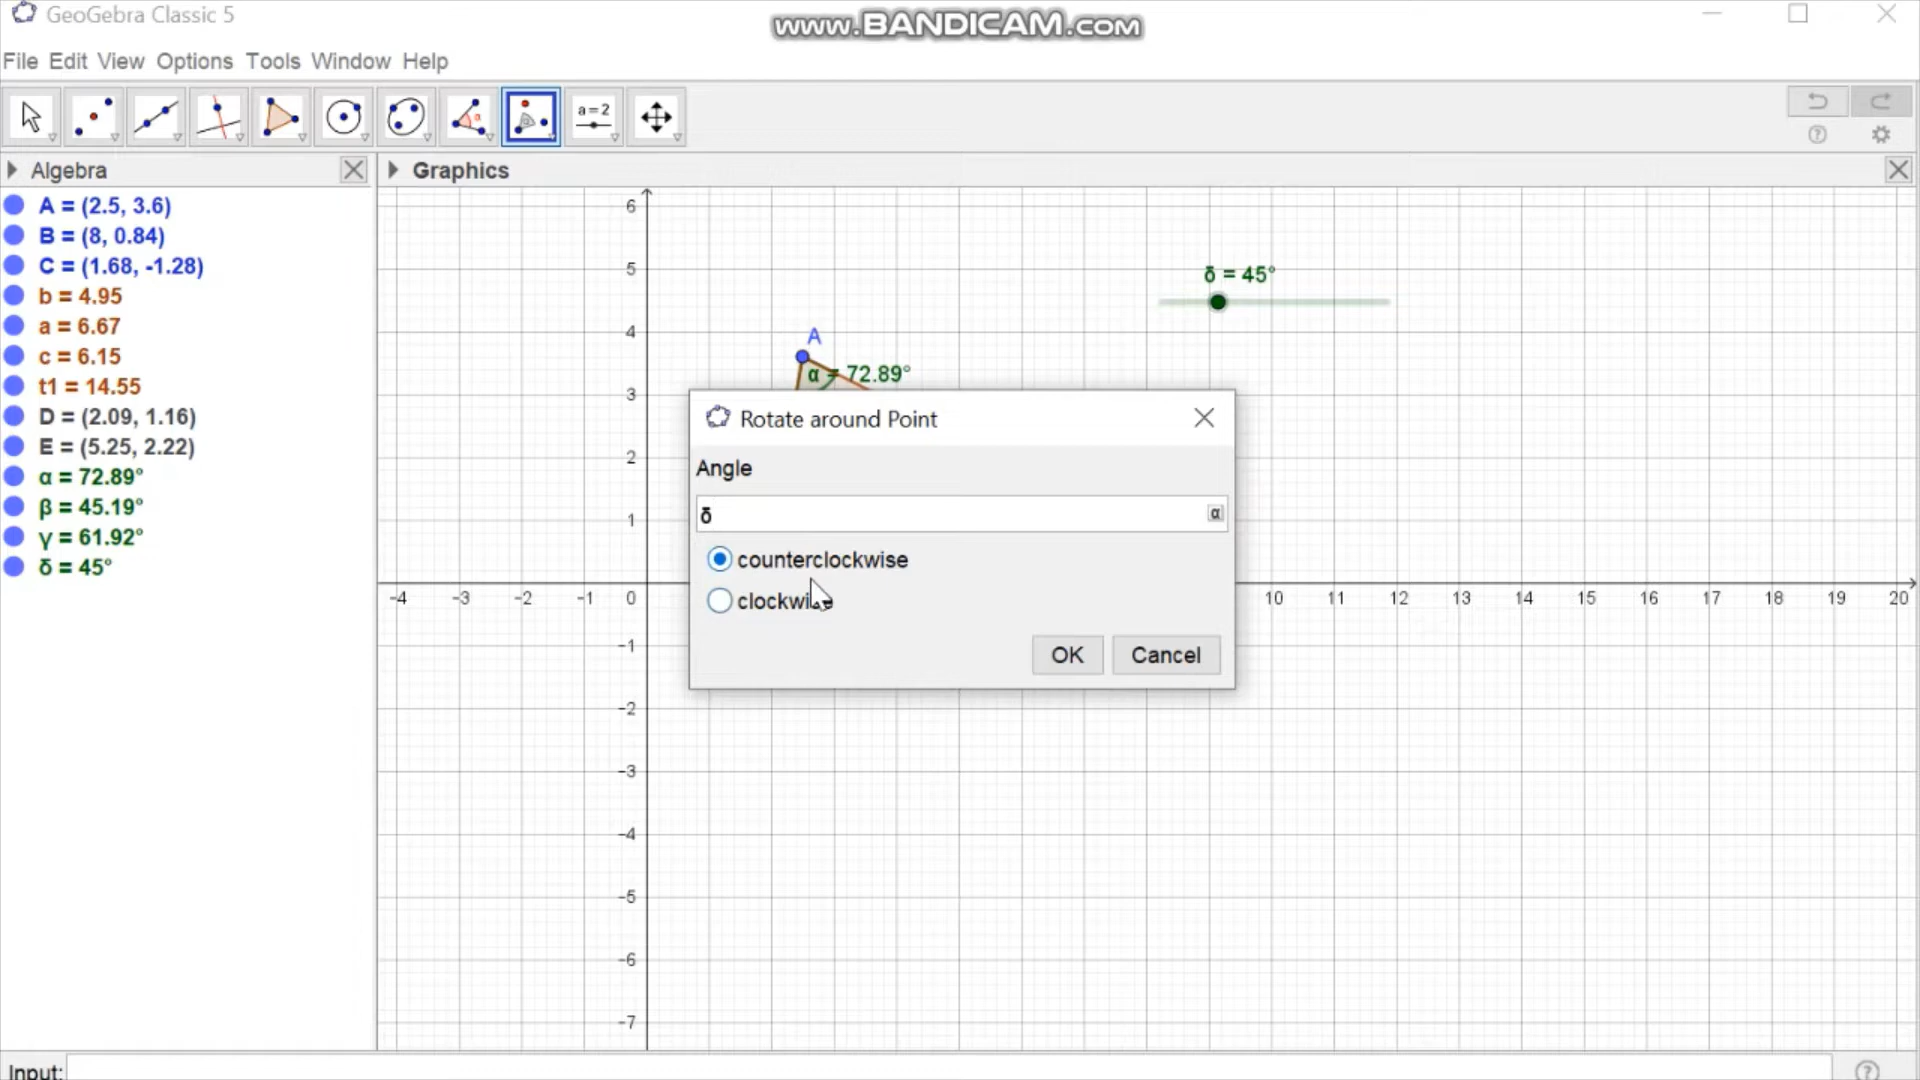 GeoGebra Classic 5
www.BANDICAM.com
File Edit View Options Tools Window Help
a=2
Algebra
Graphics
A = (2.5, 3.6)
B = (8, 0.84)
C = (1.68, -1.28)
b = 4.95
a = 6.67
c = 6.15
t1 = 14.55
D = (2.09, 1.16)
E = (5.25, 2.22)
α = 72.89°
β = 45.19°
γ = 61.92°
δ = 45°
δ = 45°
A
α = 72.89°
6
5
4
3
2
1
-4 -3 -2 -1 0 10 11 12 13 14 15 16 17 18 19 20
-1
-2
-3
-4
-5
-6
-7
Rotate around Point
Angle
δ
α
counterclockwise
clockwise
OK Cancel
Input: